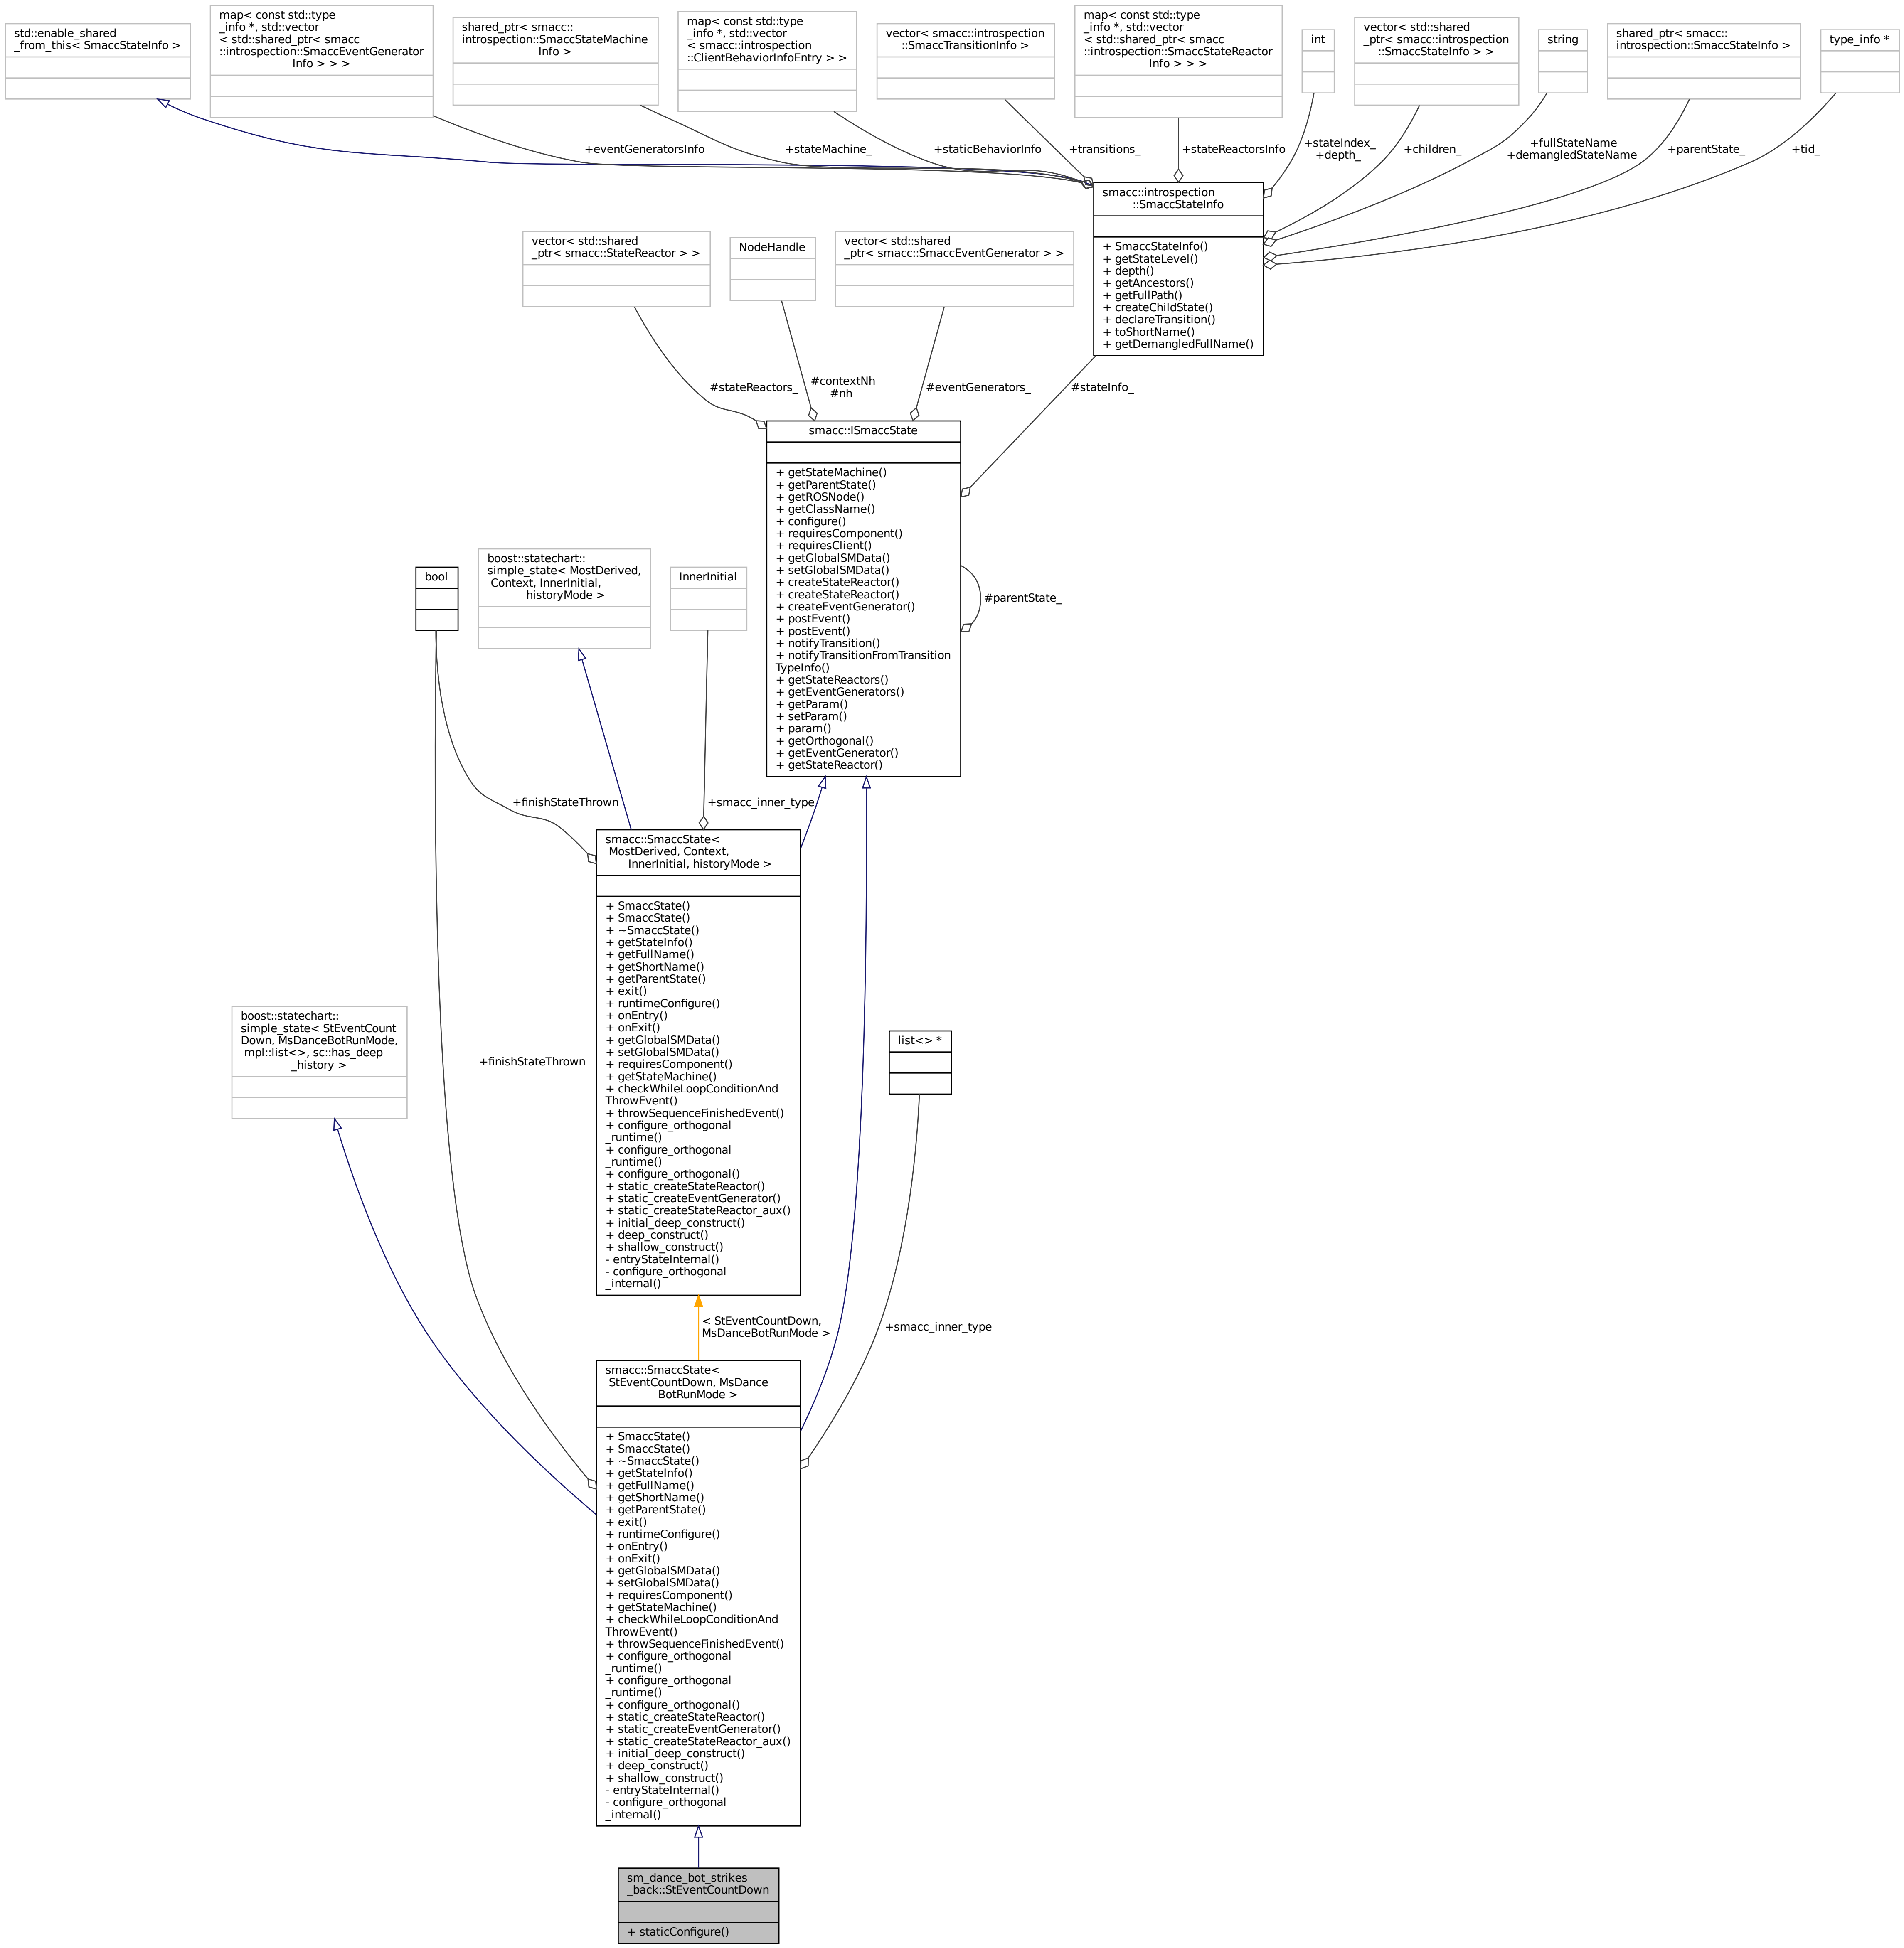 std::enable_shared
_from_this< SmaccStateInfo >
map< const std::type
_info *, std::vector
< std::shared_ptr< smacc
::introspection::SmaccEventGenerator
Info > > >
shared_ptr< smacc::
introspection::SmaccStateMachine
Info >
map< const std::type
_info *, std::vector
< smacc::introspection
::ClientBehaviorInfoEntry > >
vector< smacc::introspection
::SmaccTransitionInfo >
map< const std::type
_info *, std::vector
< std::shared_ptr< smacc
::introspection::SmaccStateReactor
Info > > >
int
vector< std::shared
_ptr< smacc::introspection
::SmaccStateInfo > >
string
shared_ptr< smacc::
introspection::SmaccStateInfo >
type_info *
+eventGeneratorsInfo
+stateMachine_
+staticBehaviorInfo
+transitions_
+stateReactorsInfo
+stateIndex_
+depth_
+children_
+fullStateName
+demangledStateName
+parentState_
+tid_
smacc::introspection
::SmaccStateInfo
+ SmaccStateInfo()
+ getStateLevel()
+ depth()
+ getAncestors()
+ getFullPath()
+ createChildState()
+ declareTransition()
+ toShortName()
+ getDemangledFullName()
vector< std::shared
_ptr< smacc::StateReactor > >
NodeHandle
vector< std::shared
_ptr< smacc::SmaccEventGenerator > >
#stateReactors_
#contextNh
#nh
#eventGenerators_
#stateInfo_
smacc::ISmaccState
+ getStateMachine()
+ getParentState()
+ getROSNode()
+ getClassName()
+ configure()
+ requiresComponent()
+ requiresClient()
+ getGlobalSMData()
+ setGlobalSMData()
+ createStateReactor()
+ createStateReactor()
+ createEventGenerator()
+ postEvent()
+ postEvent()
+ notifyTransition()
+ notifyTransitionFromTransition
TypeInfo()
+ getStateReactors()
+ getEventGenerators()
+ getParam()
+ setParam()
+ param()
+ getOrthogonal()
+ getEventGenerator()
+ getStateReactor()
#parentState_
bool
boost::statechart::
simple_state< MostDerived,
Context, InnerInitial,
historyMode >
InnerInitial
+finishStateThrown
+smacc_inner_type
smacc::SmaccState<
MostDerived, Context,
InnerInitial, historyMode >
+ SmaccState()
+ SmaccState()
+ ~SmaccState()
+ getStateInfo()
+ getFullName()
+ getShortName()
+ getParentState()
+ exit()
+ runtimeConfigure()
+ onEntry()
+ onExit()
+ getGlobalSMData()
+ setGlobalSMData()
+ requiresComponent()
+ getStateMachine()
+ checkWhileLoopConditionAnd
ThrowEvent()
+ throwSequenceFinishedEvent()
+ configure_orthogonal
_runtime()
+ configure_orthogonal
_runtime()
+ configure_orthogonal()
+ static_createStateReactor()
+ static_createEventGenerator()
+ static_createStateReactor_aux()
+ initial_deep_construct()
+ deep_construct()
+ shallow_construct()
- entryStateInternal()
- configure_orthogonal
_internal()
boost::statechart::
simple_state< StEventCount
Down, MsDanceBotRunMode,
mpl::list<>, sc::has_deep
_history >
+finishStateThrown
list<> *
< StEventCountDown,
MsDanceBotRunMode >
+smacc_inner_type
smacc::SmaccState<
StEventCountDown, MsDance
BotRunMode >
+ SmaccState()
+ SmaccState()
+ ~SmaccState()
+ getStateInfo()
+ getFullName()
+ getShortName()
+ getParentState()
+ exit()
+ runtimeConfigure()
+ onEntry()
+ onExit()
+ getGlobalSMData()
+ setGlobalSMData()
+ requiresComponent()
+ getStateMachine()
+ checkWhileLoopConditionAnd
ThrowEvent()
+ throwSequenceFinishedEvent()
+ configure_orthogonal
_runtime()
+ configure_orthogonal
_runtime()
+ configure_orthogonal()
+ static_createStateReactor()
+ static_createEventGenerator()
+ static_createStateReactor_aux()
+ initial_deep_construct()
+ deep_construct()
+ shallow_construct()
- entryStateInternal()
- configure_orthogonal
_internal()
sm_dance_bot_strikes
_back::StEventCountDown
+ staticConfigure()